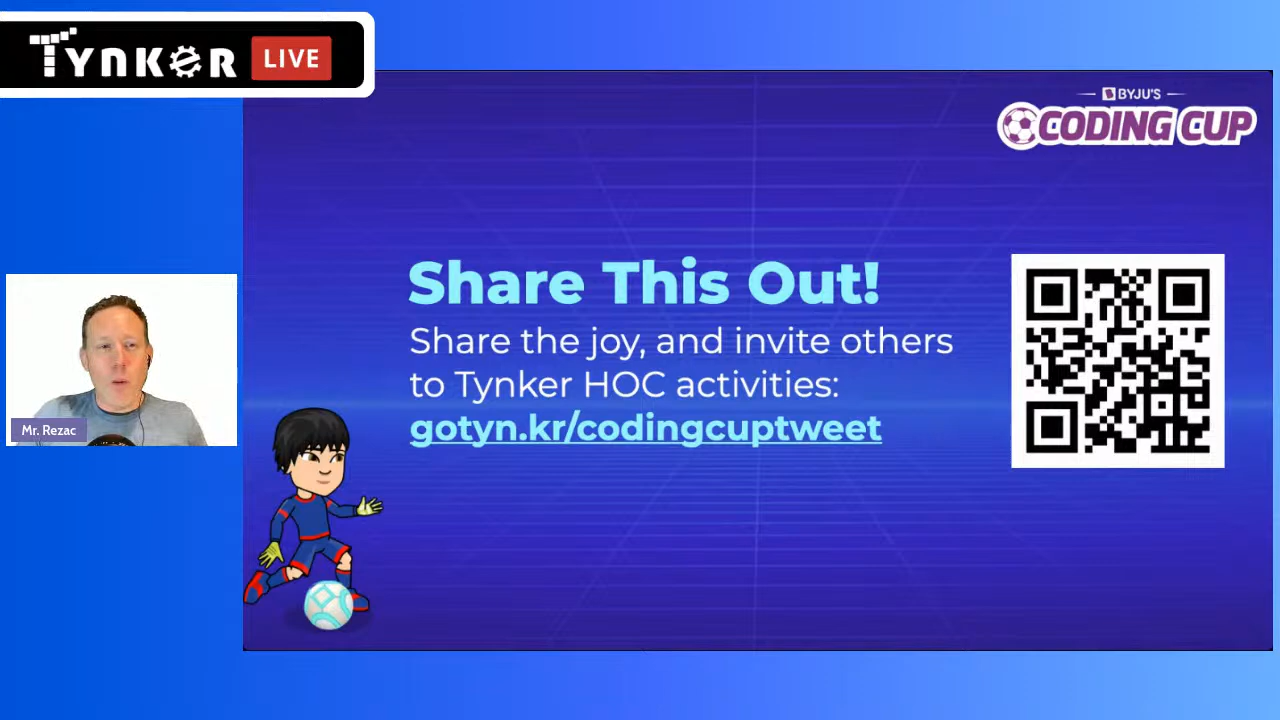 TYNKER LIVE
BYJU'S
CODING CUP
Share This Out!
Share the joy, and invite others
to Tynker HOC activities:
gotyn.kr/codingcuptweet
Mr. Rezac